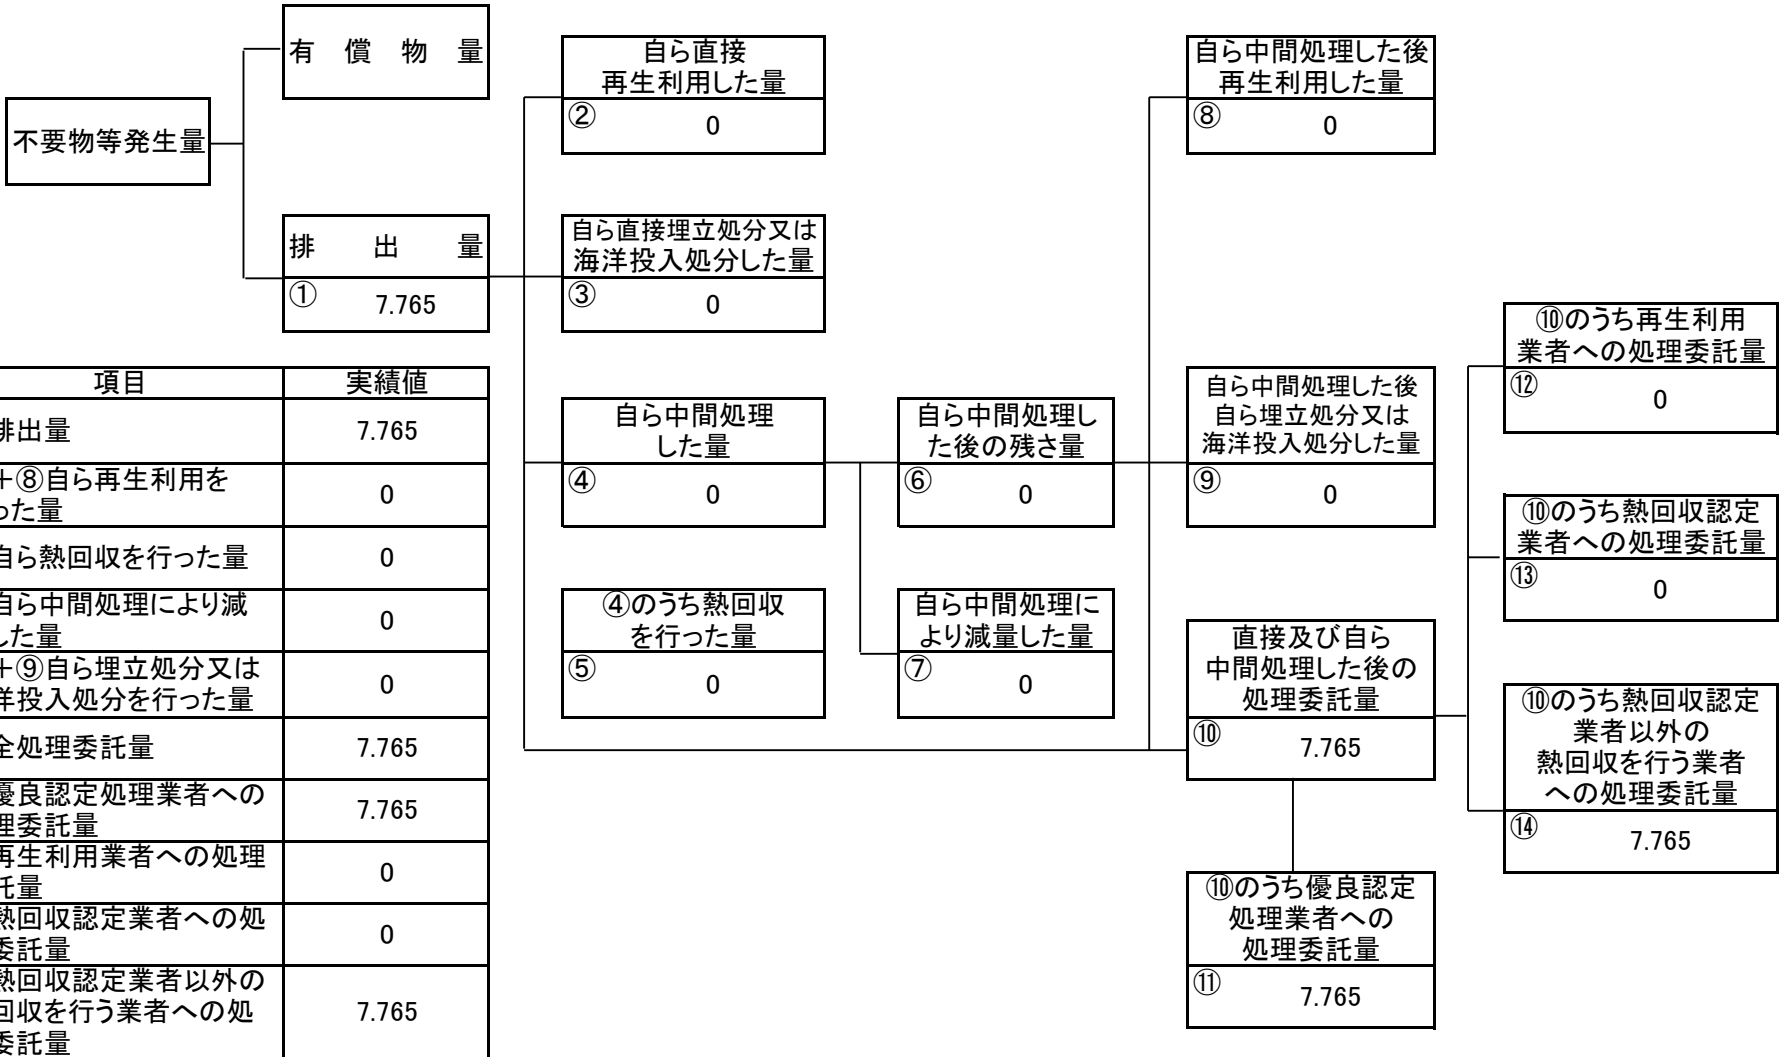 有償物量
不要物等発生量
排出量
①
7.765
自ら直接
再生利用した量
②
0
自ら直接埋立処分又は
海洋投入処分した量
③
0
自ら中間処理
した量
④
0
④のうち熱回収
を行った量
⑤
0
自ら中間処理し
た後の残さ量
⑥
0
自ら中間処理に
より減量した量
⑦
0
自ら中間処理した後
再生利用した量
⑧
0
自ら中間処理した後
自ら埋立処分又は
海洋投入処分した量
⑨
0
直接及び自ら
中間処理した後の
処理委託量
⑩
7.765
⑩のうち優良認定
処理業者への
処理委託量
⑪
7.765
⑩のうち再生利用
業者への処理委託量
⑫
0
⑩のうち熱回収認定
業者への処理委託量
⑬
0
⑩のうち熱回収認定
業者以外の
熱回収を行う業者
への処理委託量
⑭
7.765
項目
実績値
排出量
7.765
+⑧自ら再生利用を
った量
0
自ら熱回収を行った量
0
自ら中間処理により減
した量
0
+⑨自ら埋立処分又は
洋投入処分を行った量
0
全処理委託量
7.765
優良認定処理業者への
理委託量
7.765
再生利用業者への処理
託量
0
熱回収認定業者への処
委託量
0
熱回収認定業者以外の
回収を行う業者への処
委託量
7.765